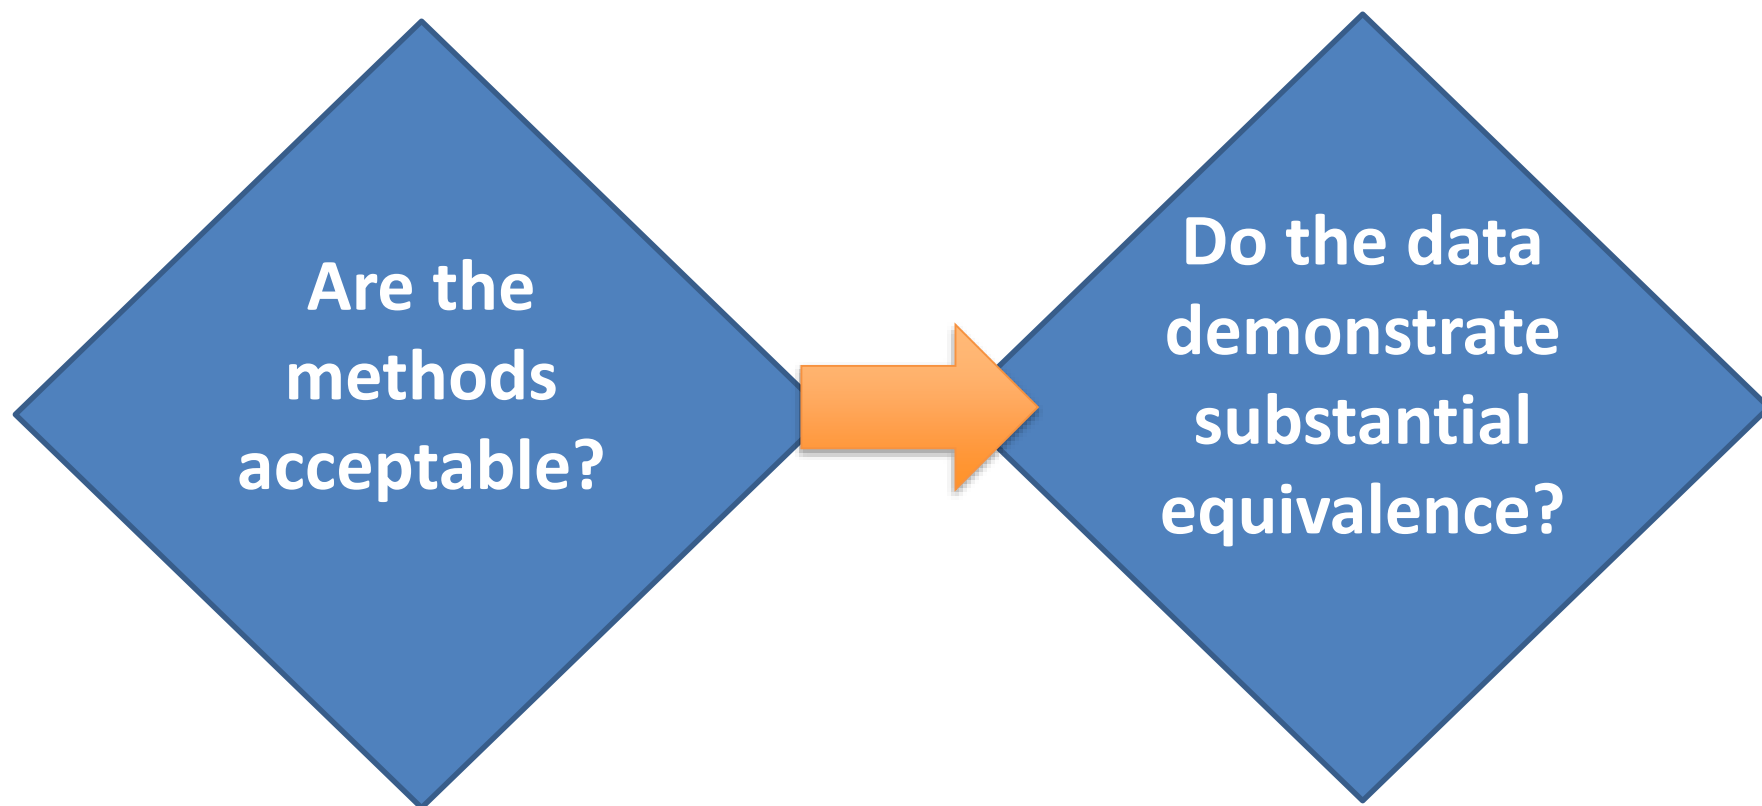 Are the
methods
acceptable?
Do the data
demonstrate
substantial
equivalence?